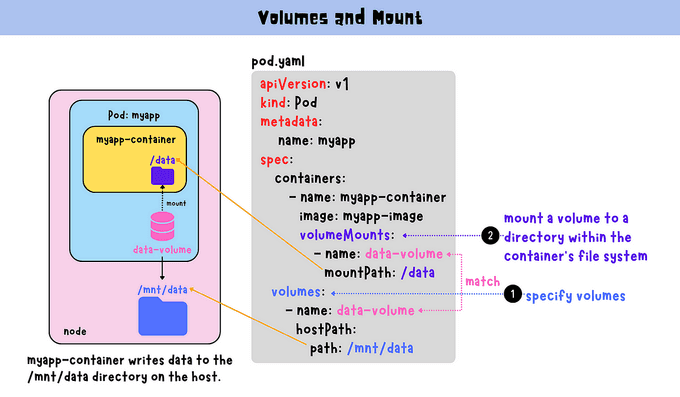 Volumes and Mount
pod.yaml
apiVersion: v1
kind: Pod
metadata:
name: myapp
spec:
containers:
- name: myapp-container
image: myapp-image
volumeMounts:
- name: data-volume
mountPath: /data
volumes:
- name: data-volume
hostPath:
path: /mnt/data
Pod: myapp
myapp-container
/data
mount
data-volume
/mnt/data
node
myapp-container writes data to the
/mnt/data directory on the host.
2
mount a volume to a
directory within the
container's file system
match
1
specify volumes